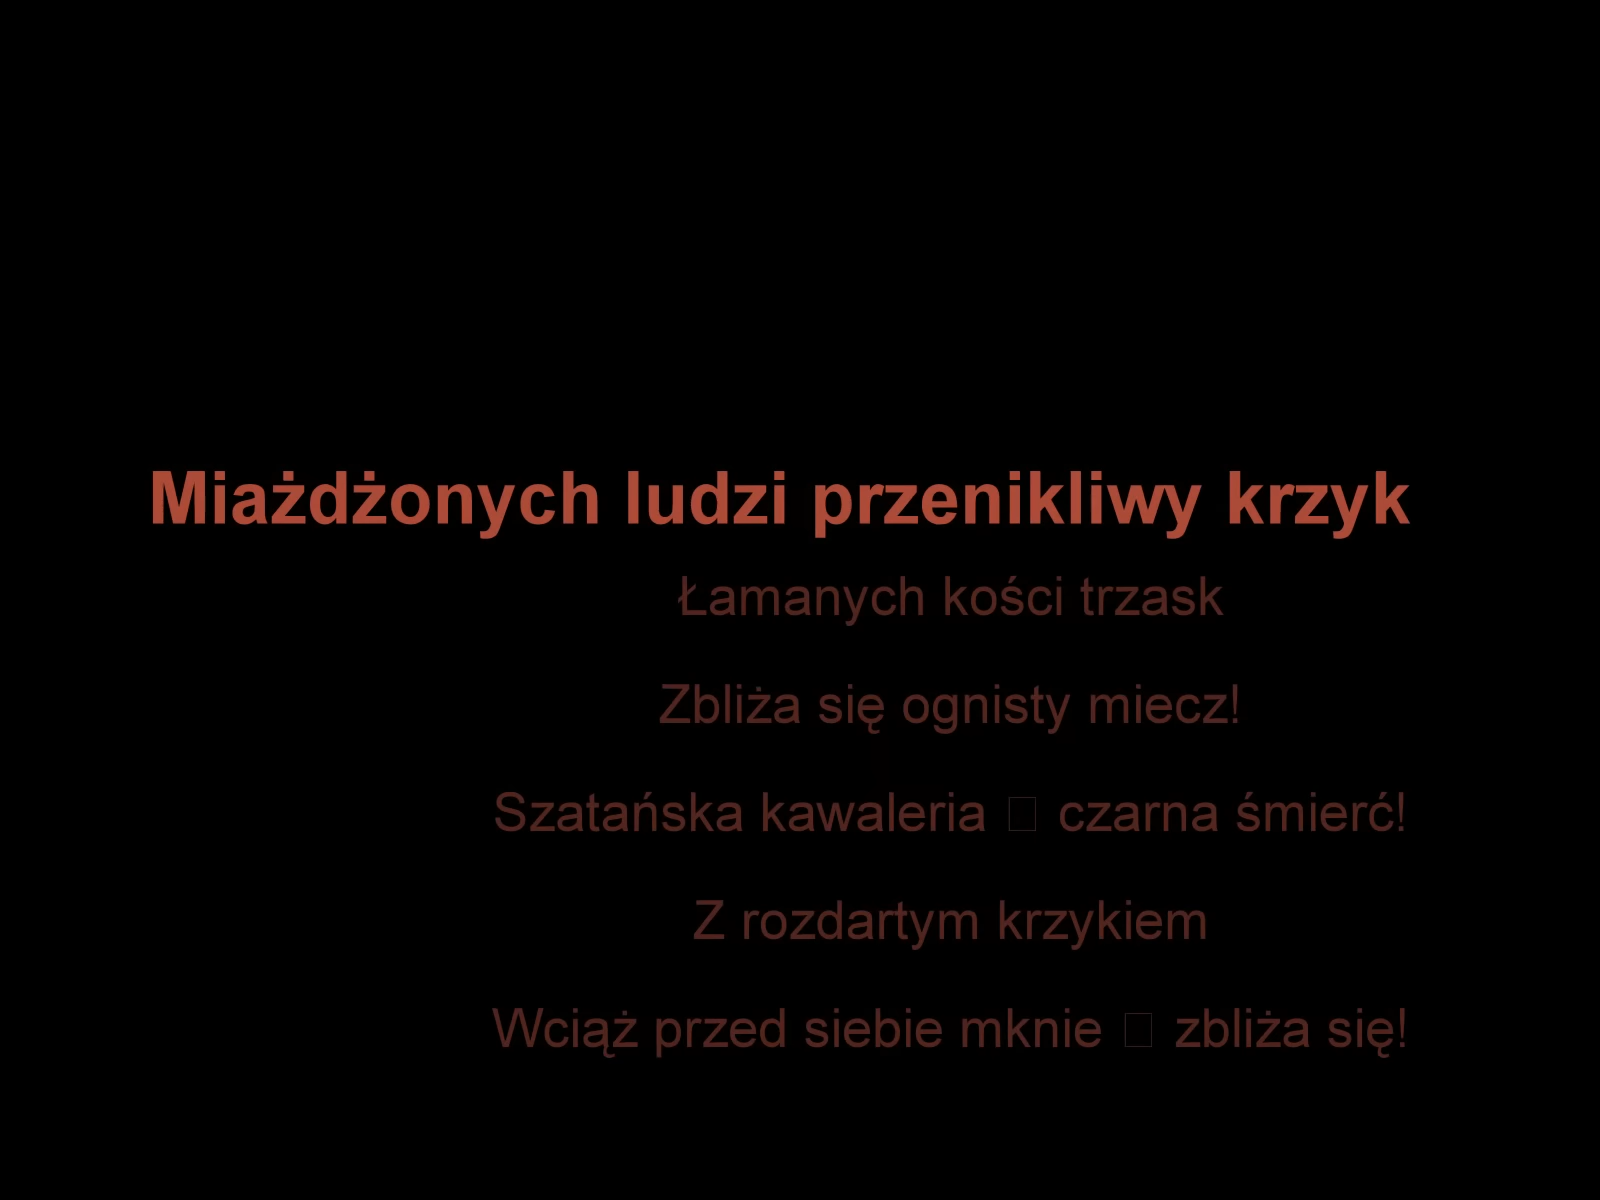 Miażdżonych ludzi przenikliwy krzyk
Łamanych kości trzask
Zbliża się ognisty miecz!
Szatańska kawaleria □ czarna śmierć!
Z rozdartym krzykiem
Wciąż przed siebie mknie □ zbliża się!